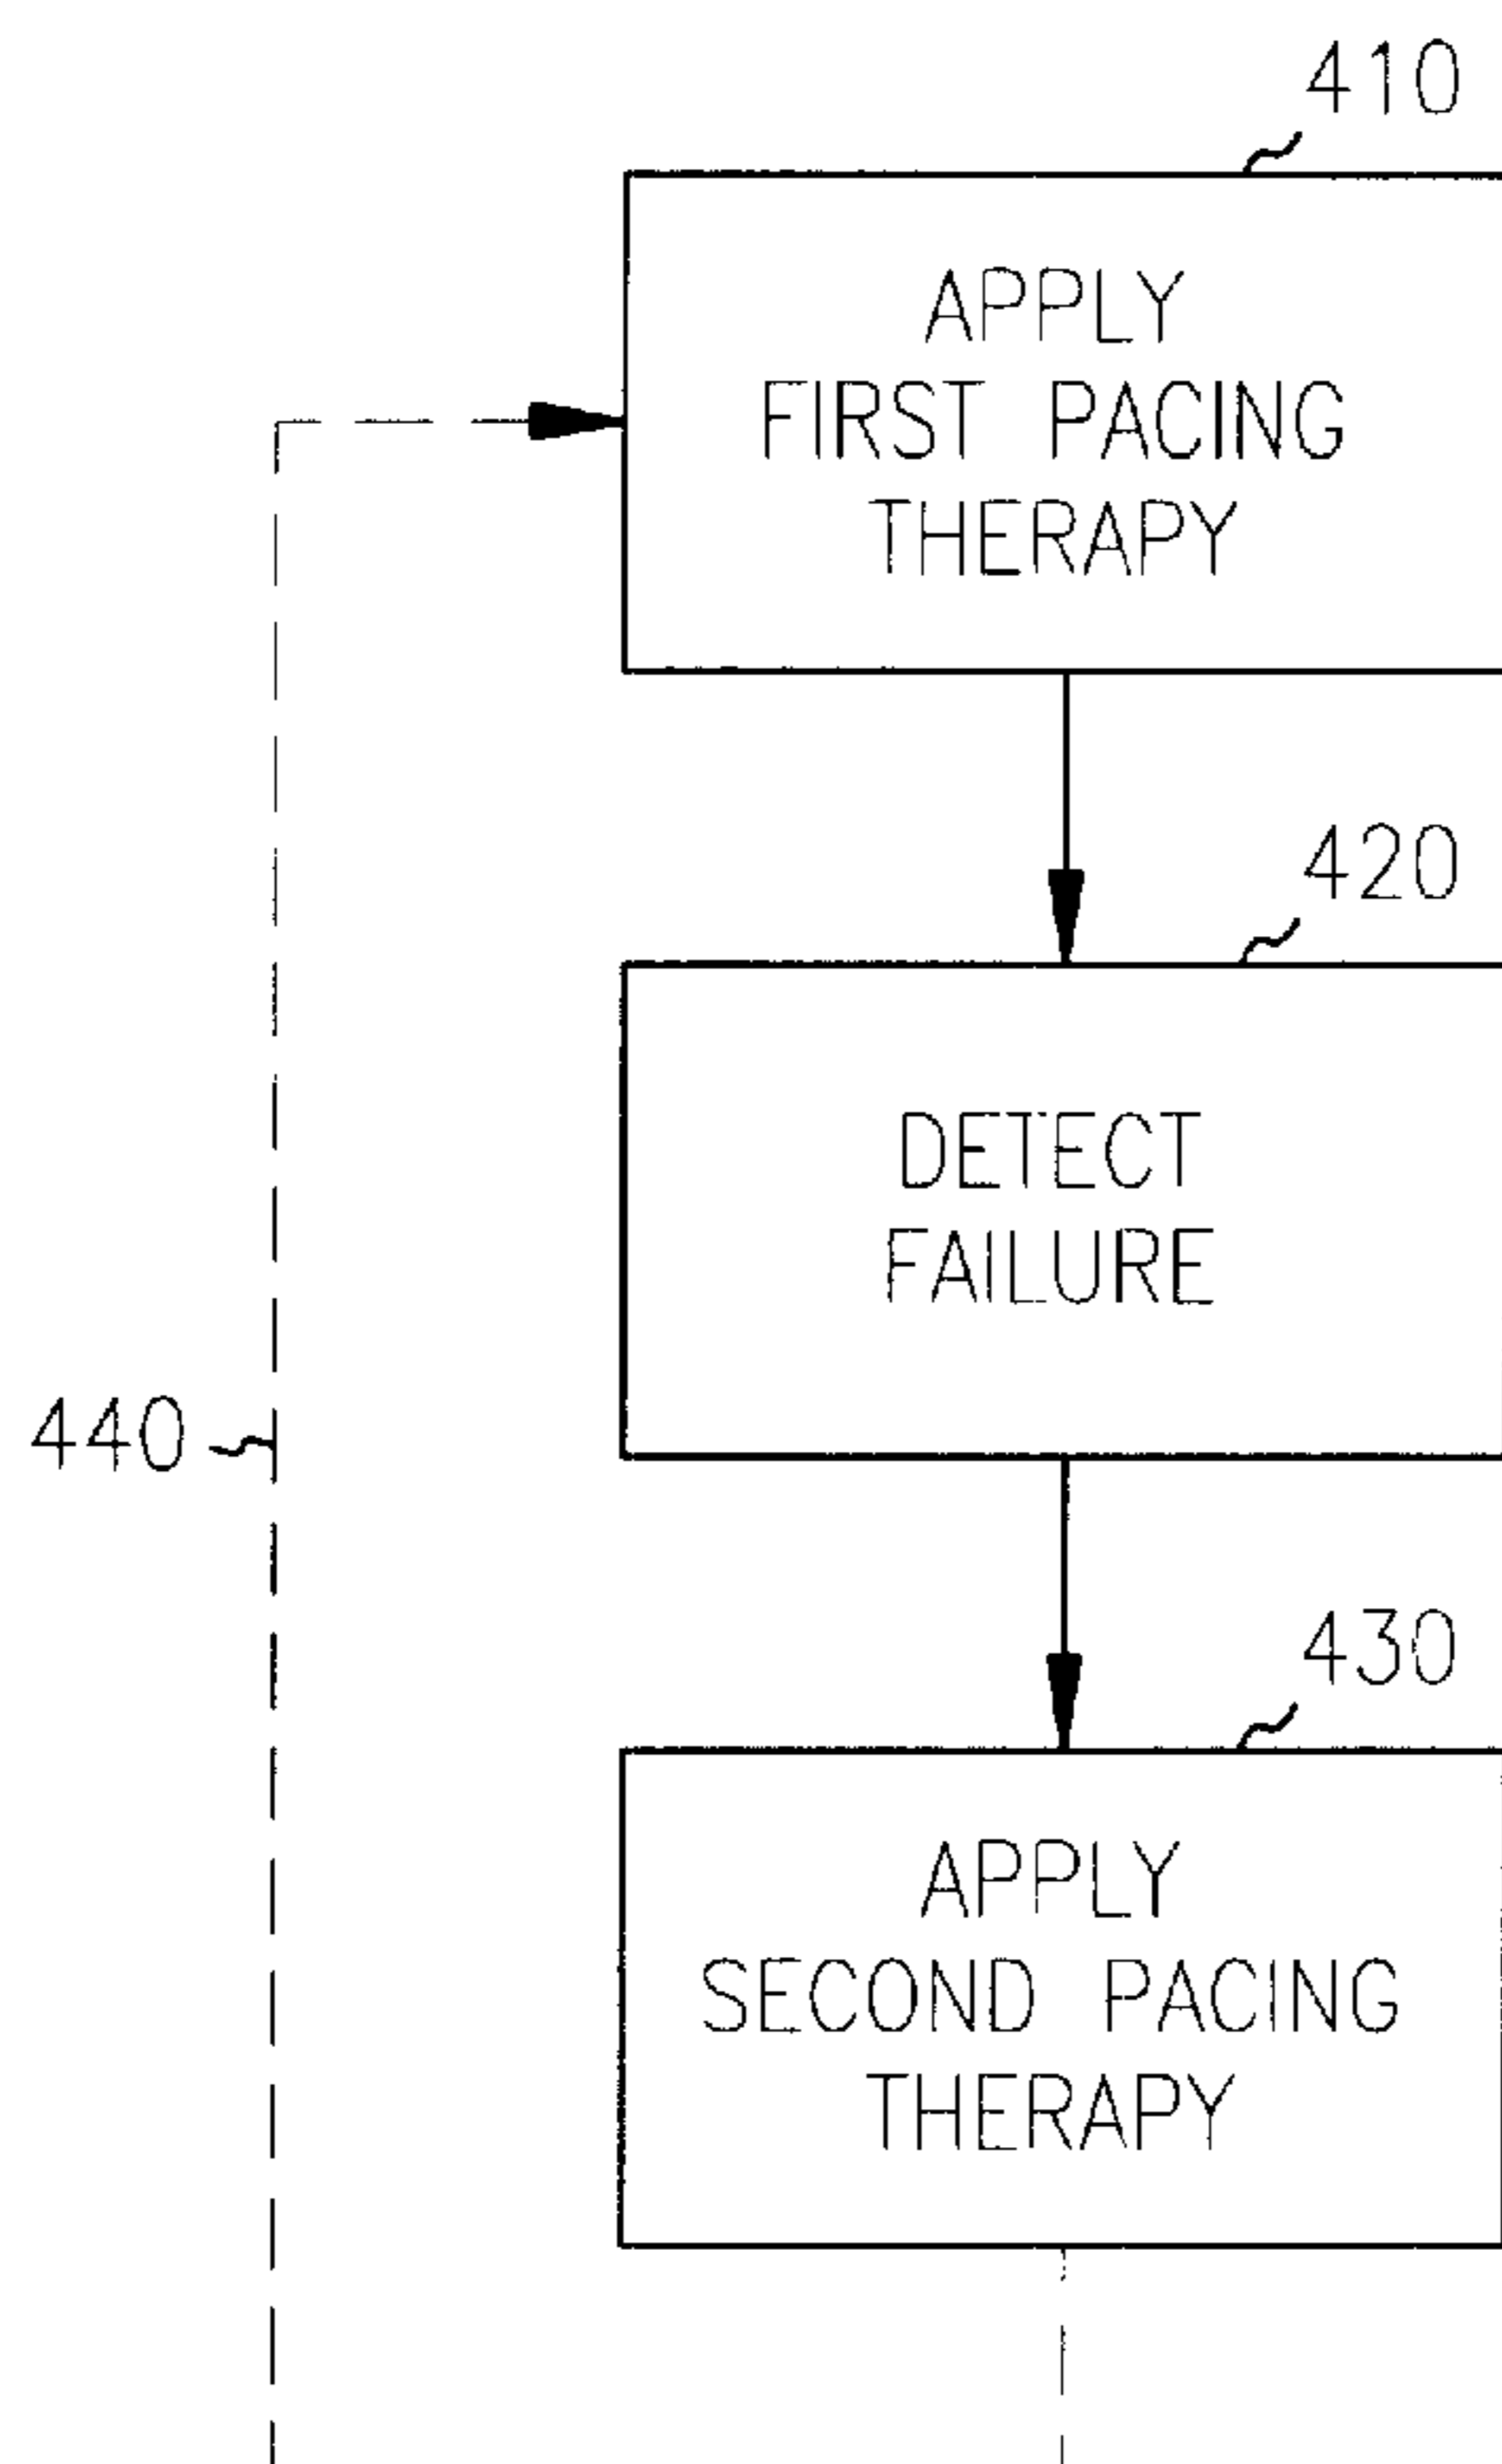 410
APPLY
FIRST PACING
THERAPY
420
DETECT
FAILURE
440
430
APPLY
SECOND PACING
THERAPY